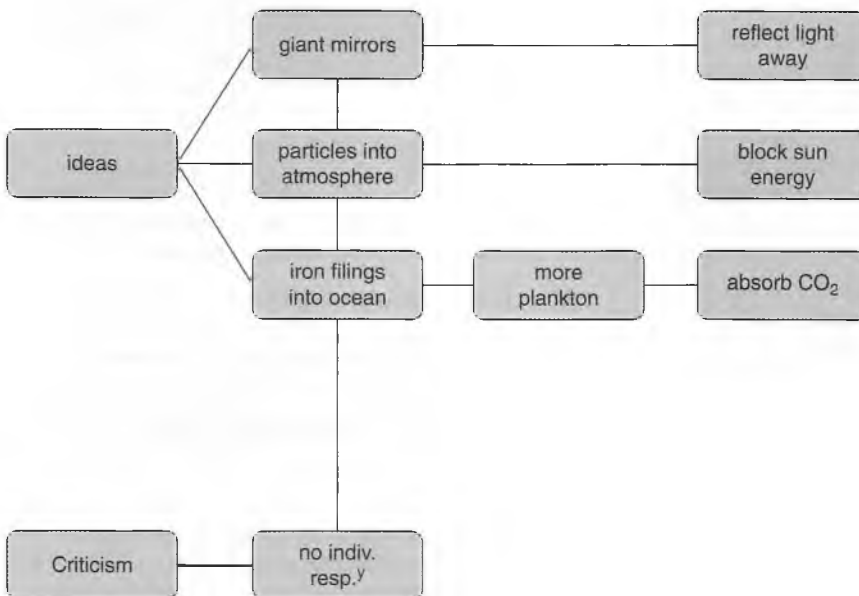 giant mirrors
reflect light
away
ideas
particles into
atmosphere
block sun
energy
iron filings
into ocean
more
plankton
absorb CO₂
Criticism
no indiv.
resp.ʸ